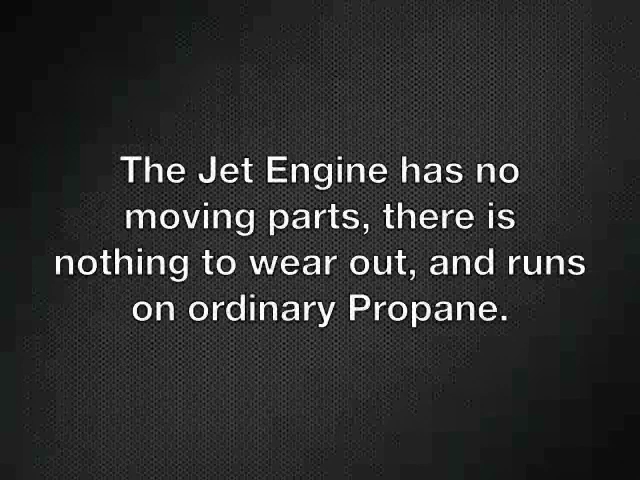 The Jet Engine has no
moving parts, there is
nothing to wear out, and runs
on ordinary Propane.